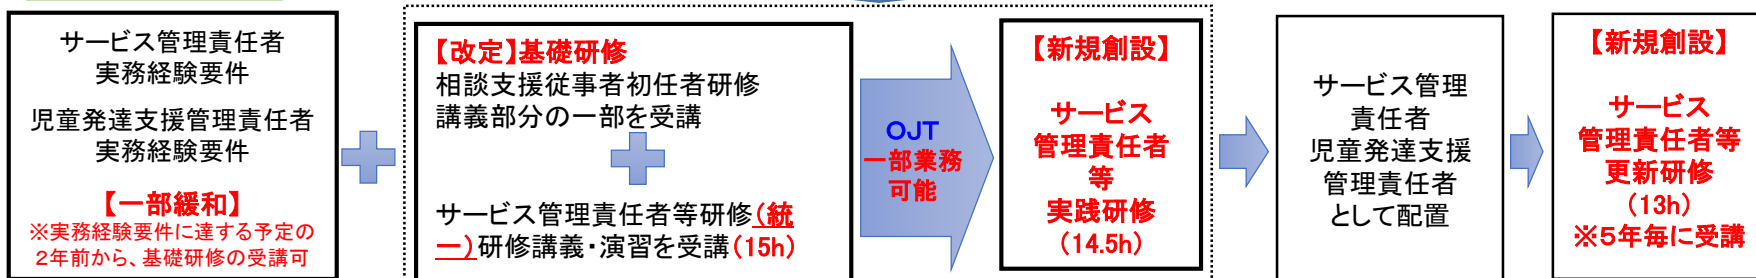 サービス管理責任者
実務経験要件
児童発達支援管理責任者
実務経験要件
【一部緩和】
※実務経験要件に達する予定の
2年前から、基礎研修の受講可
【改定】基礎研修
相談支援従事者初任者研修
講義部分の一部を受講
サービス管理責任者等研修(統
一)研修講義・演習を受講(15h)
OJT
一部業務
可能
【新規創設】
サービス
管理責任者
等
実践研修
(14.5h)
サービス管理
責任者
児童発達支援
管理責任者
として配置
【新規創設】
サービス
管理責任者等
更新研修
(13h)
※5年毎に受講